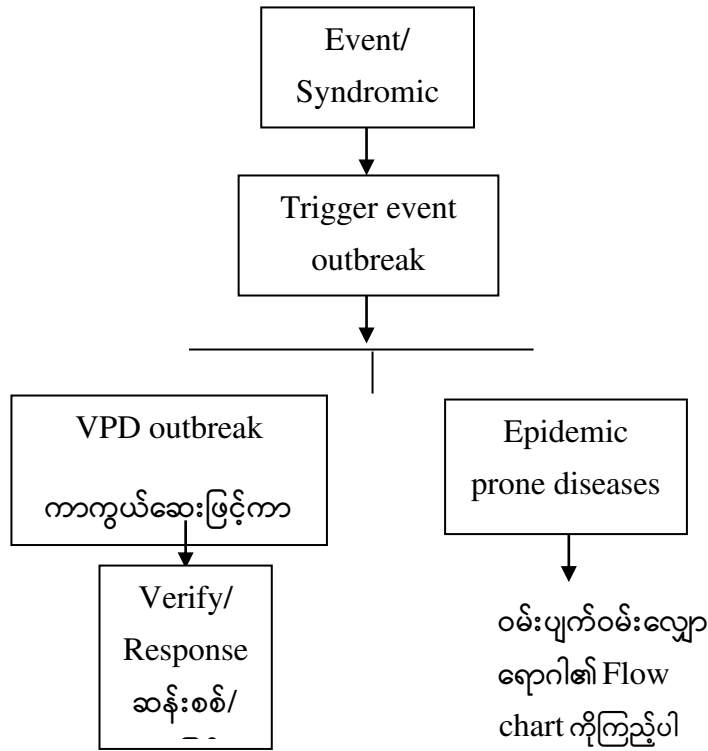 Event/
Syndromic
Trigger event
outbreak
VPD outbreak
ကာကွယ်ဆေးဖြင့်ကာ
Verify/
Response
ဆန်းစစ်/
Epidemic
prone diseases
ဝမ်းပျက်ဝမ်းလျှော
ရောဂါ၏ Flow
chart ကိုကြည့်ပါ